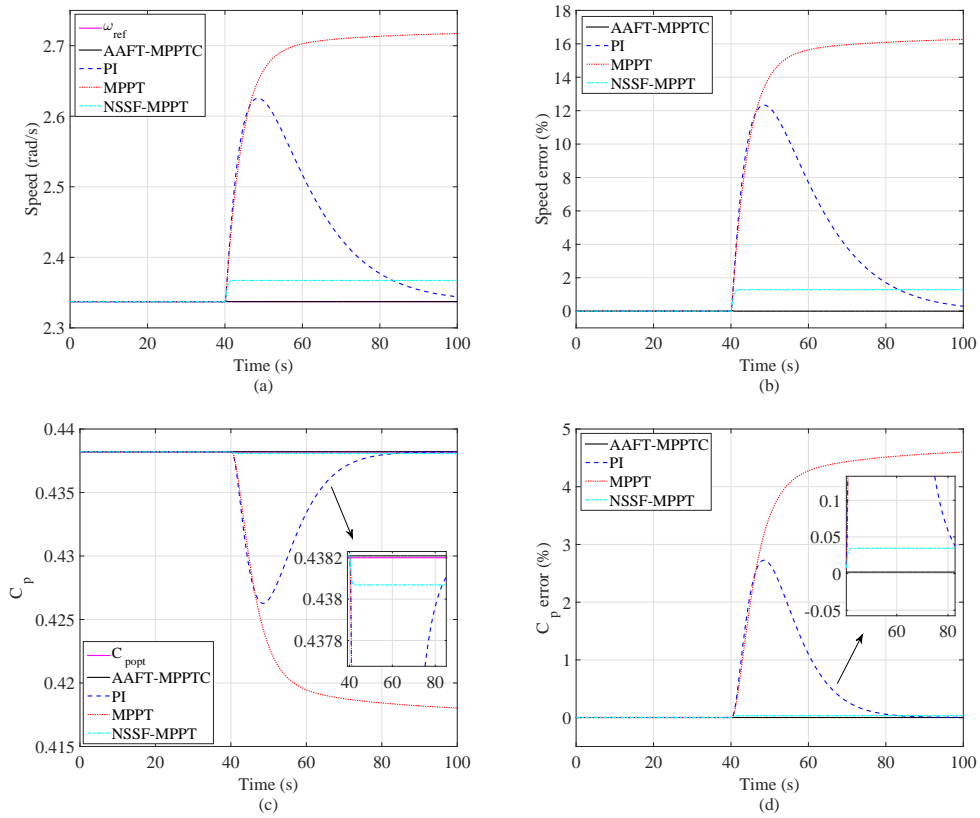 ω_ref
AAFT-MPPTC
PI
MPPT
NSSF-MPPT
Speed (rad/s)
2.7
2.6
2.5
2.4
2.3
0 20 40 60 80 100
Time (s)
(a)
AAFT-MPPTC
PI
MPPT
NSSF-MPPT
Speed error (%)
18
16
14
12
10
8
6
4
2
0
0 20 40 60 80 100
Time (s)
(b)
C_p
0.44
0.435
0.430
0.425
0.42
0.415
0.4382
0.438
0.4378
40 60 80
C_popt
AAFT-MPPTC
PI
MPPT
NSSF-MPPT
0 20 40 60 80 100
Time (s)
(c)
AAFT-MPPTC
PI
MPPT
NSSF-MPPT
C_p error (%)
5
4
3
2
1
0
0.1
0.05
0
-0.05
60 80
0 20 40 60 80 100
Time (s)
(d)